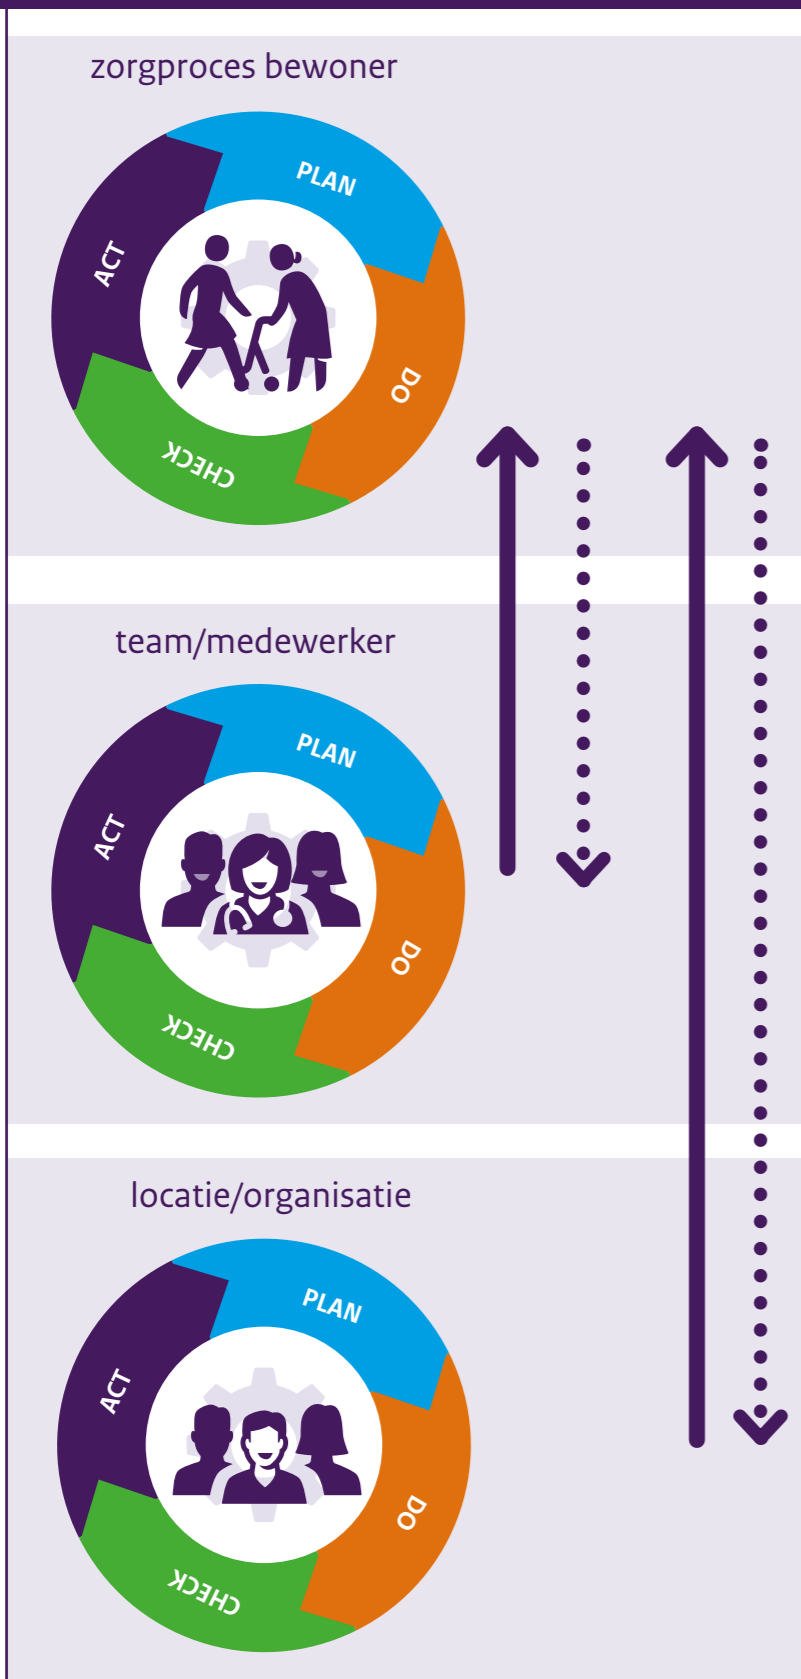 zorgproces bewoner
PLAN
DO
CHECK
ACT
team/medewerker
PLAN
DO
CHECK
ACT
locatie/organisatie
PLAN
DO
CHECK
ACT